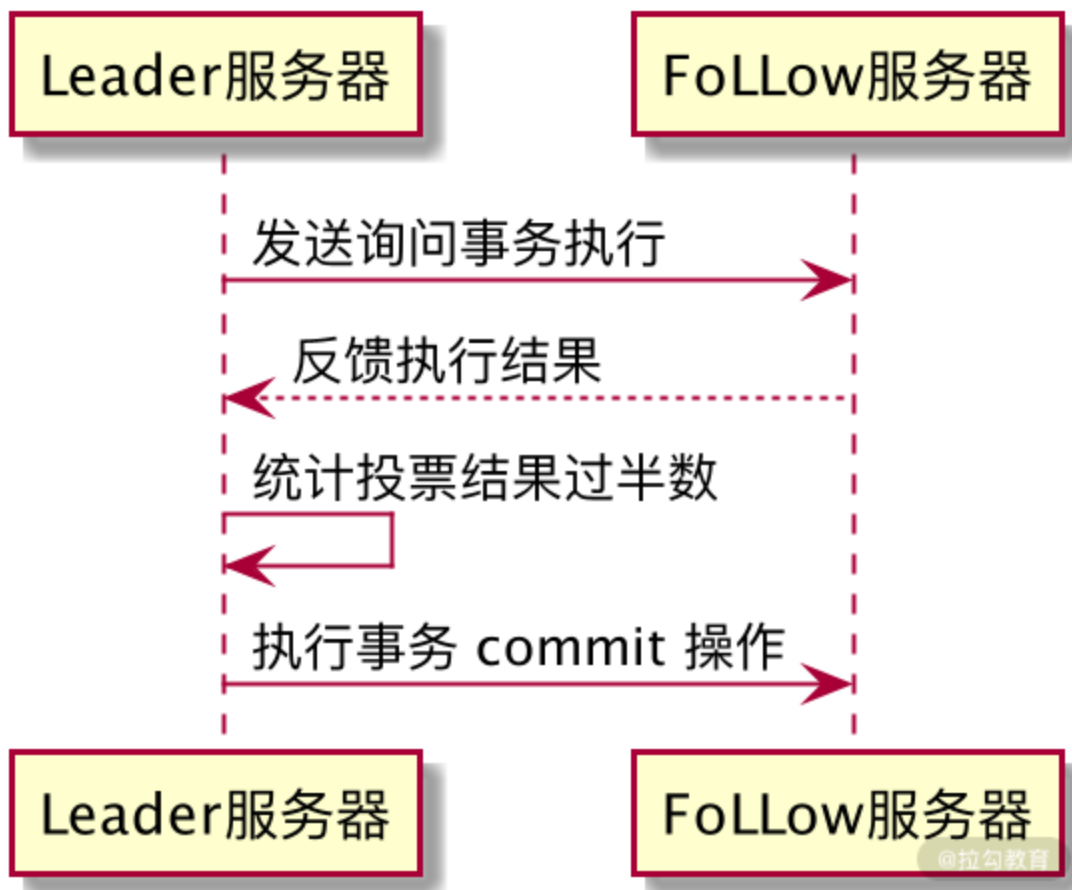 Leader服务器
FoLLow服务器
发送询问事务执行
反馈执行结果
统计投票结果过半数
执行事务 commit 操作
Leader服务器
FoLLow服务器
@拉勾教育